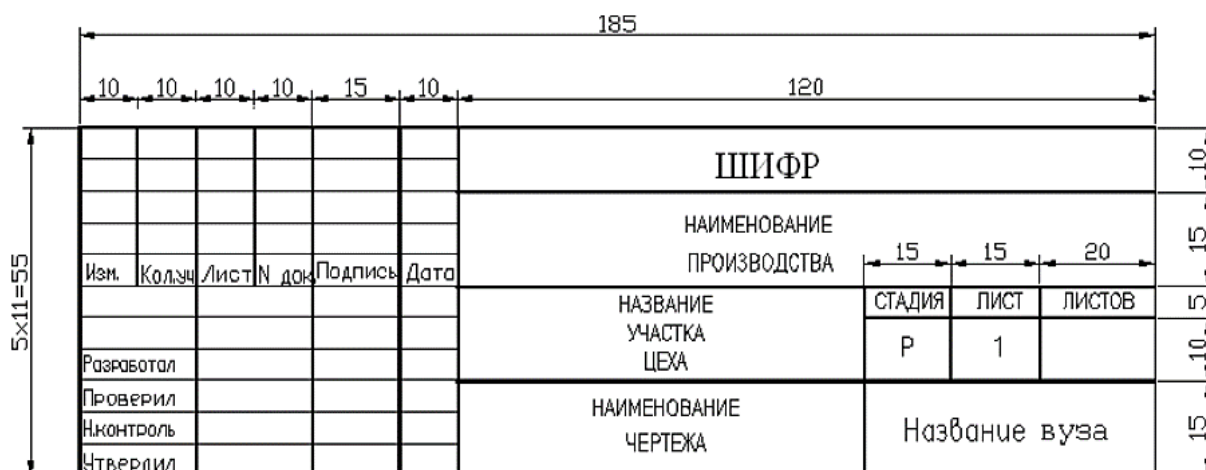 185
10 10 10 10 15 10 120
ШИФР
10
НАИМЕНОВАНИЕ
15
ПРОИЗВОДСТВА 15 15 20
5x11=55
Изм. Кол.уч Лист N док Подпись Дата
НАЗВАНИЕ СТАДИЯ ЛИСТ ЛИСТОВ
5
УЧАСТКА
Р 1
10
ЦЕХА
Разработал
Проверил
НАИМЕНОВАНИЕ
Н.контроль
Название вуза
15
ЧЕРТЕЖА
Утвердил